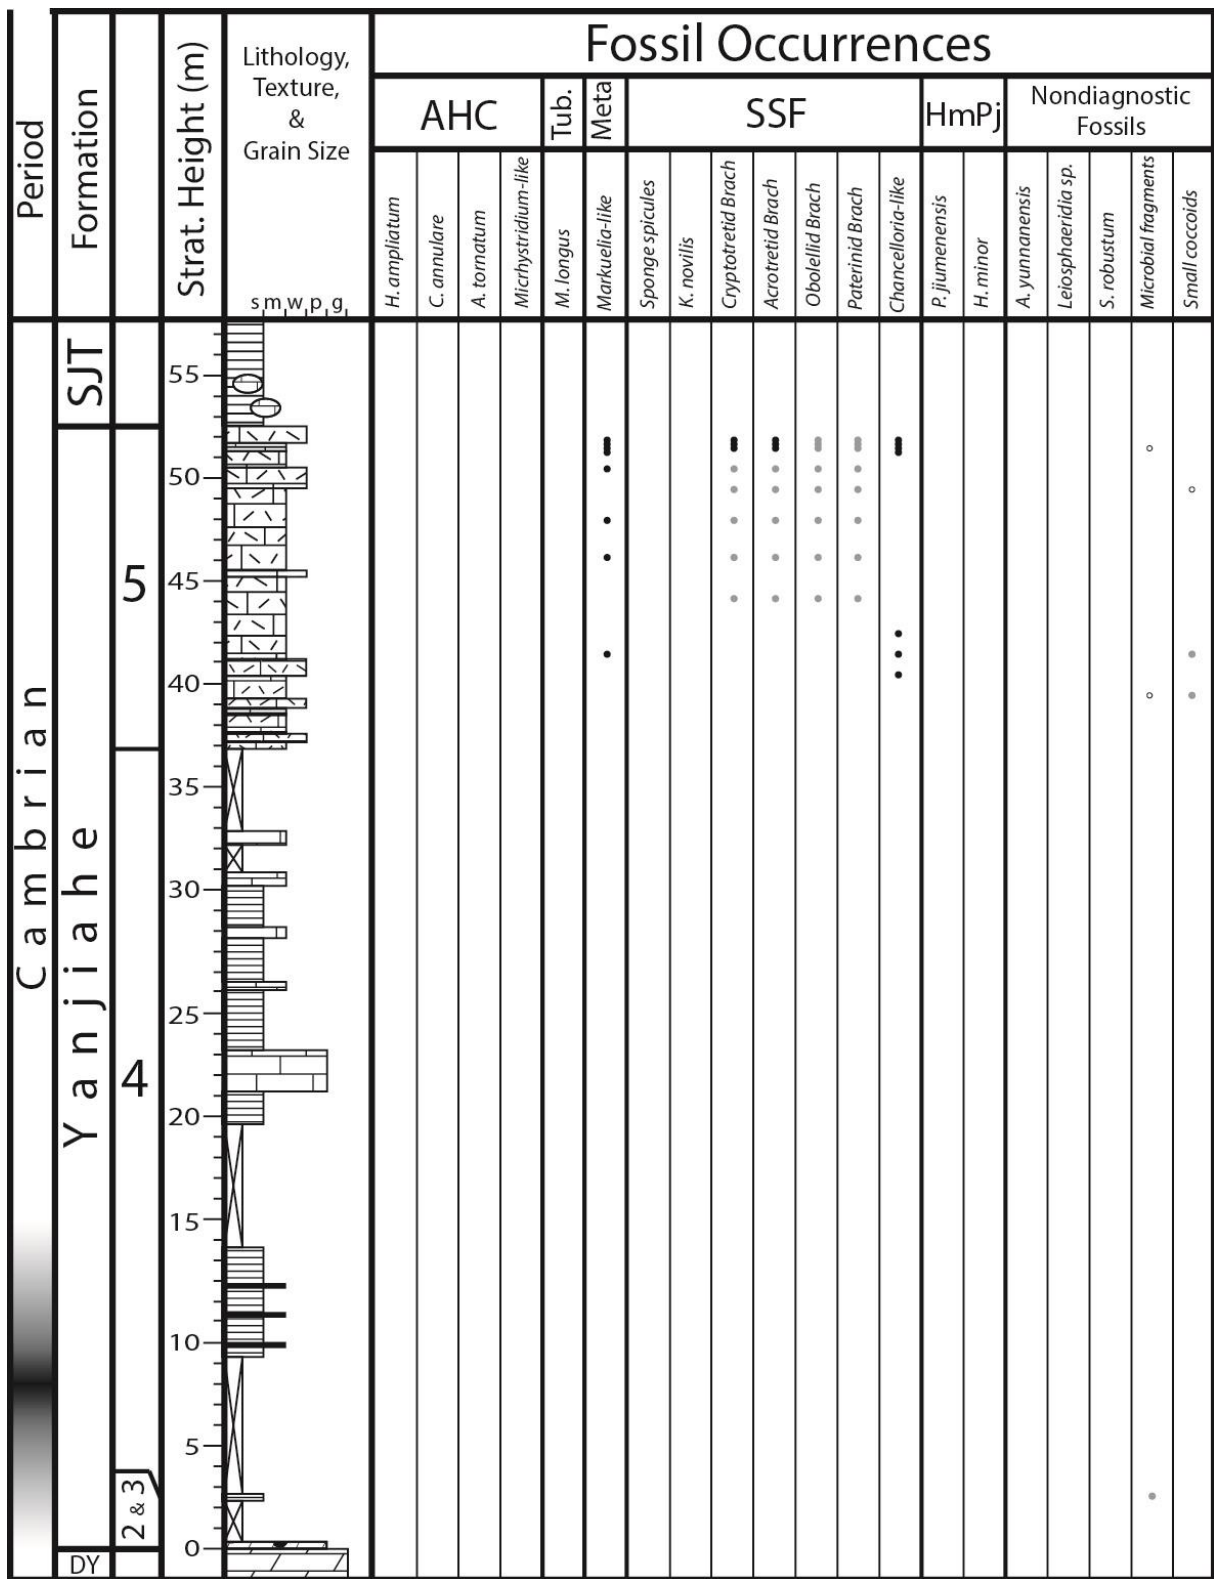 Fossil Occurrences
Period
Formation
Strat. Height (m)
Lithology,
Texture,
&
Grain Size
s m w p g
AHC
Tub.
Meta
SSF
HmPj
Nondiagnostic
Fossils
H. ampliatum
C. annulare
A. tornatum
Micrhystridium-like
M. longus
Markuelia-like
Sponge spicules
K. novilis
Cryptotretid Brach
Acrotretid Brach
Obolellid Brach
Paterinid Brach
Chancelloria-like
P. jiumenensis
H. minor
A. yunnanensis
Leiosphaeridia sp.
S. robustum
Microbial fragments
Small coccoids
Cambrian
SJT
Yanjiahe
DY
5
4
2 & 3
55
50
45
40
35
30
25
20
15
10
5
0